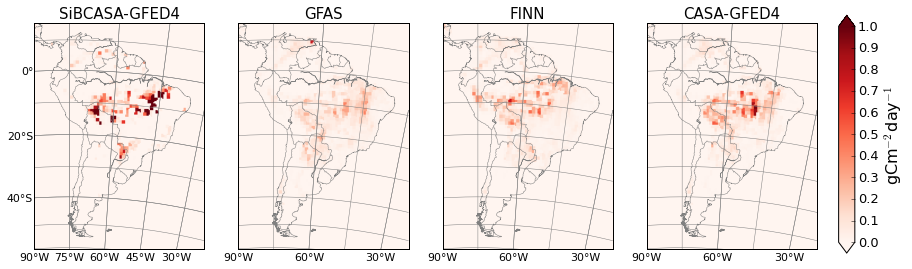 SiBCASA-GFED4 GFAS FINN CASA-GFED4
0°
20°S
40°S
90°W 75°W 60°W 45°W 30°W
90°W 60°W 30°W
90°W 60°W 30°W
90°W 60°W 30°W
1.0
0.9
0.8
0.7
0.6
0.5
0.4
0.3
0.2
0.1
0.0
gCm⁻² day⁻¹